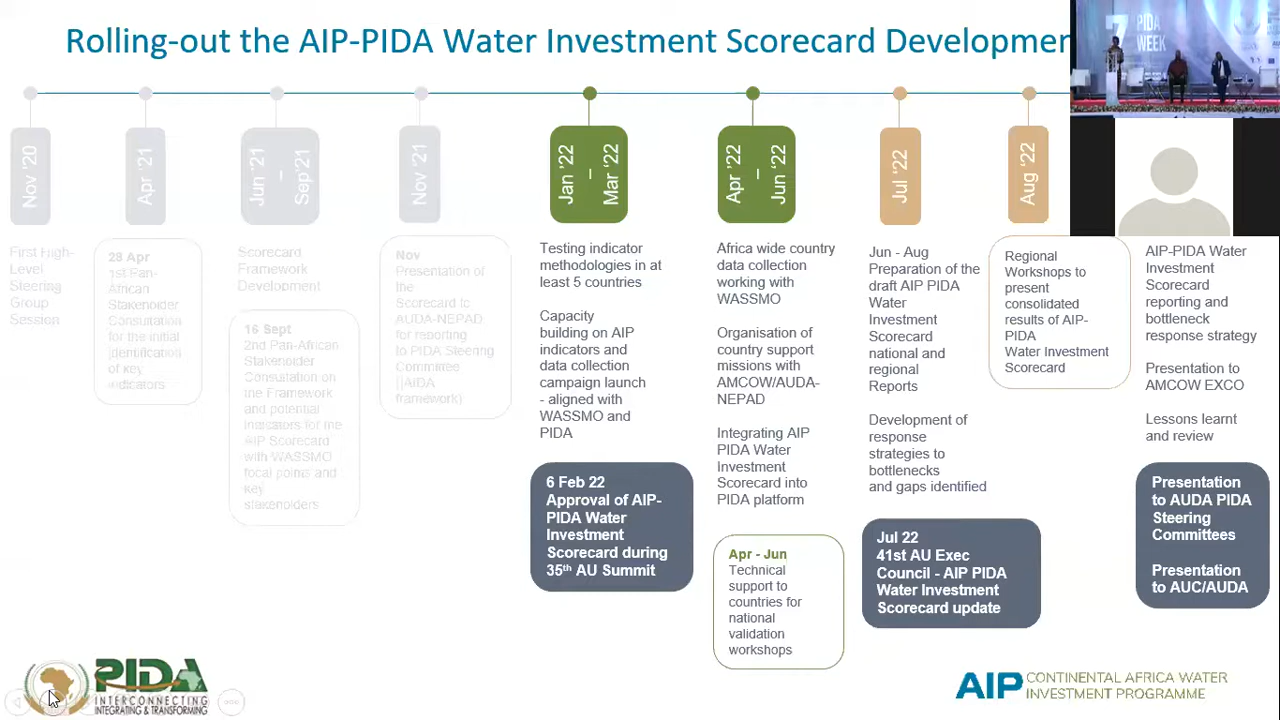 Rolling-out the AIP-PIDA Water Investment Scorecard Developmen
7 PIDA
WEEK
Nov '20
Apr '21
Jun '21
–
Sep'21
Nov '21
Jan '22
–
Mar '22
Apr '22
–
Jun '22
Jul '22
Aug '22
First High-
Level
Steering
Group
Session
28 Apr
1st Pan-
African
Stakeholder
Consultation
for the initial
identification
of key
indicators
Scorecard
Framework
Development
16 Sept
2nd Pan-African
Stakeholder
Consultation on
the Framework
and potential
indicators for the
AIP Scorecard
with WASSMO
focal points and
key
stakeholders
Nov
Presentation of
the
Scorecard to
AUDA-NEPAD
for reporting
to PIDA Steering
Committee
framework)
Testing indicator
methodologies in at
least 5 countries
Capacity
building on AIP
indicators and
data collection
campaign launch
- aligned with
WASSMO and
PIDA
6 Feb 22
Approval of AIP-
PIDA Water
Investment
Scorecard during
35th AU Summit
Africa wide country
data collection
working with
WASSMO
Organisation of
country support
missions with
AMCOW/AUDA-
NEPAD
Integrating AIP
PIDA Water
Investment
Scorecard into
PIDA platform
Apr - Jun
Technical
support to
countries for
national
validation
workshops
Jun - Aug
Preparation of the
draft AIP PIDA
Water
Investment
Scorecard
national and
regional
Reports
Development of
response
strategies to
bottlenecks
and gaps identified
Jul 22
41st AU Exec
Council - AIP PIDA
Water Investment
Scorecard update
Regional
Workshops to
present
consolidated
results of AIP-
PIDA
Water Investment
Scorecard
AIP-PIDA Water
Investment
Scorecard
reporting and
bottleneck
response strategy
Presentation to
AMCOW EXCO
Lessons learnt
and review
Presentation
to AUDA PIDA
Steering
Committees
Presentation
to AUC/AUDA
PIDA
INTERCONNECTING
INTEGRATING & TRANSFORMING
AIP CONTINENTAL AFRICA WATER
INVESTMENT PROGRAMME